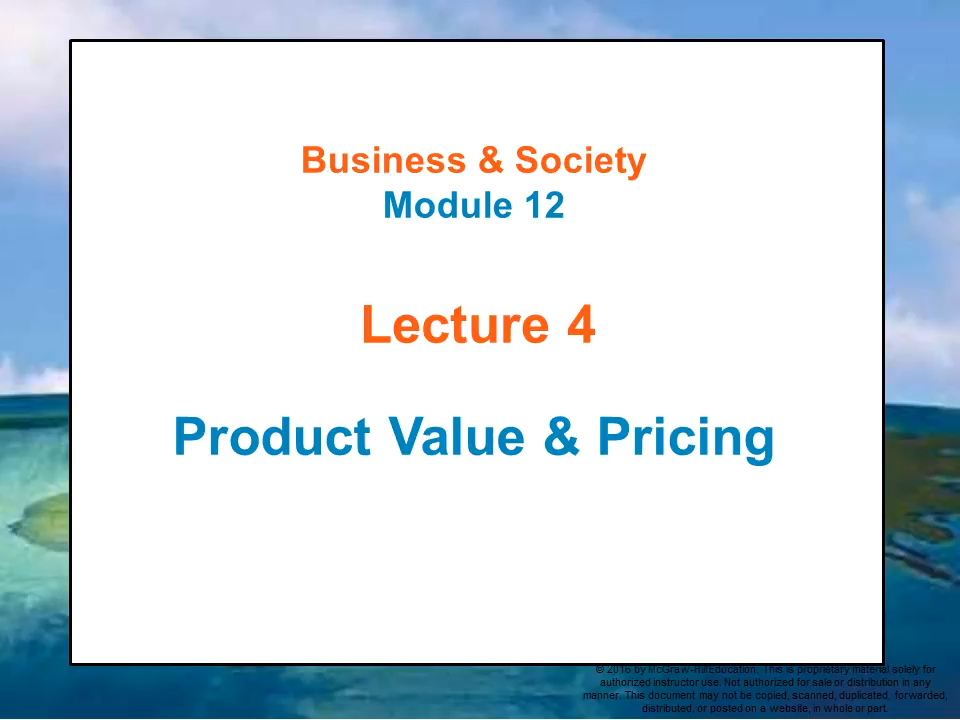 Business & Society
Module 12
Lecture 4
Product Value & Pricing
© 2016 by McGraw-Hill Education. This is proprietary material solely for
authorized instructor use. Not authorized for sale or distribution in any
manner. This document may not be copied, scanned, duplicated, forwarded,
distributed, or posted on a website, in whole or part.